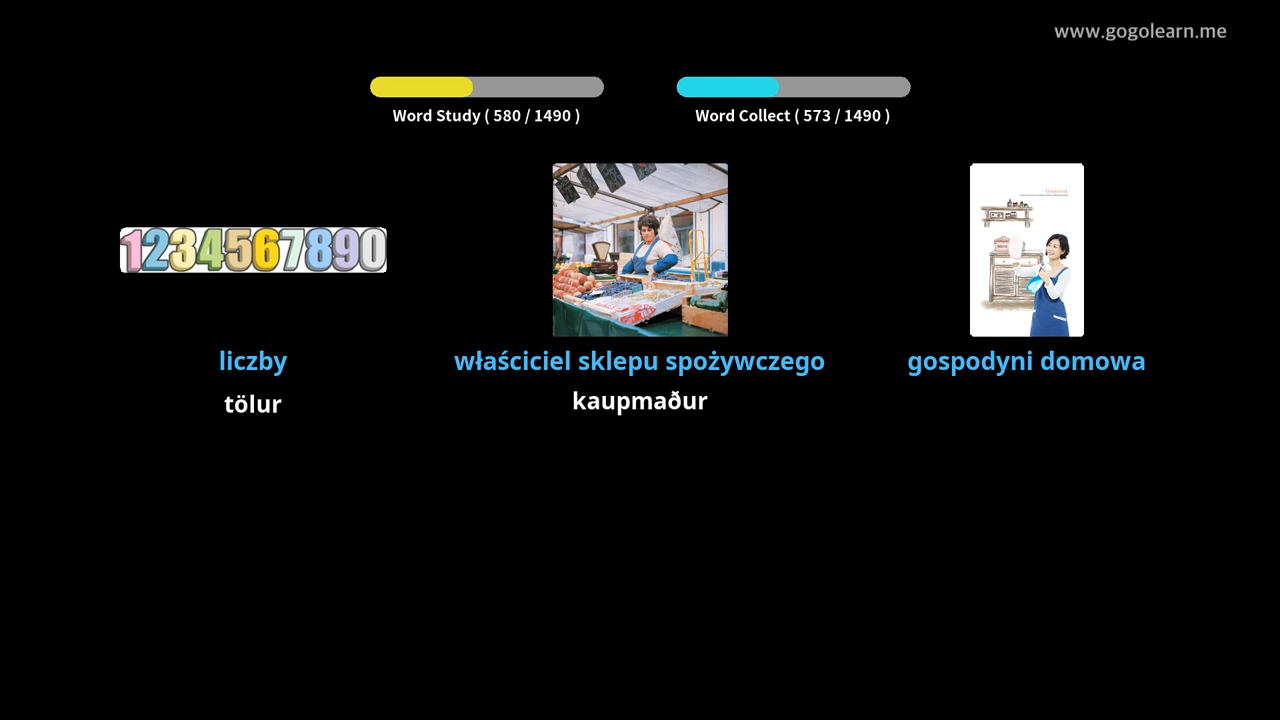 www.gogolearn.me
Word Study ( 580 / 1490 )
Word Collect ( 573 / 1490 )
1234567890
liczby
właściciel sklepu spożywczego
gospodyni domowa
tölur
kaupmaður